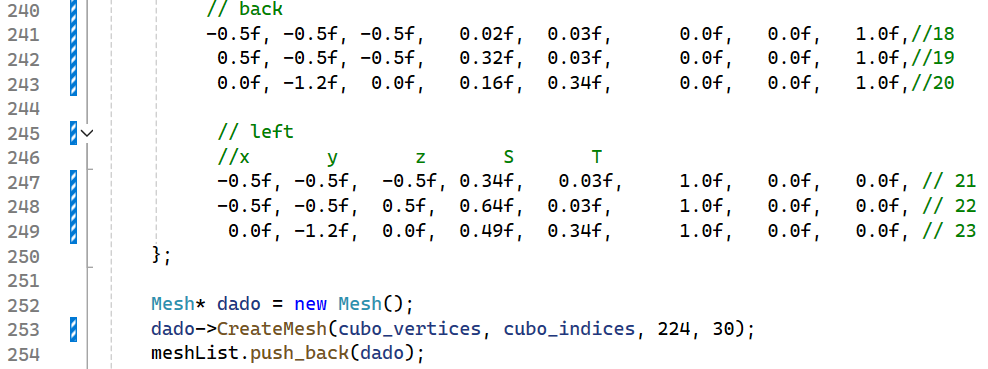 240 // back
241 -0.5f, -0.5f, -0.5f, 0.02f, 0.03f, 0.0f, 0.0f, 1.0f,//18
242 0.5f, -0.5f, -0.5f, 0.32f, 0.03f, 0.0f, 0.0f, 1.0f,//19
243 0.0f, -1.2f, 0.0f, 0.16f, 0.34f, 0.0f, 0.0f, 1.0f,//20
244
245 // left
246 //x y z S T
247 -0.5f, -0.5f, -0.5f, 0.34f, 0.03f, 1.0f, 0.0f, 0.0f, // 21
248 -0.5f, -0.5f, 0.5f, 0.64f, 0.03f, 1.0f, 0.0f, 0.0f, // 22
249 0.0f, -1.2f, 0.0f, 0.49f, 0.34f, 1.0f, 0.0f, 0.0f, // 23
250 };
251
252 Mesh* dado = new Mesh();
253 dado->CreateMesh(cubo_vertices, cubo_indices, 224, 30);
254 meshList.push_back(dado);